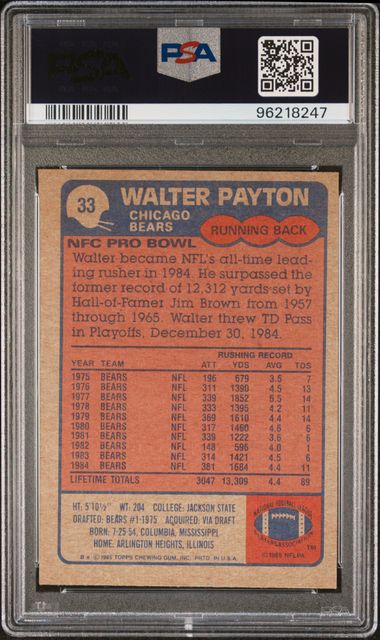 PSA
96218247
33
WALTER PAYTON
CHICAGO
BEARS
RUNNING BACK
NFC PRO BOWL
Walter became NFL's all-time lead-
ing rusher in 1984. He surpassed the
former record of 12,312 yards set by
Hall-of-Famer Jim Brown from 1957
through 1965. Walter threw TD Pass
in Playoffs, December 30, 1984.
RUSHING RECORD
YEAR TEAM ATT YDS AVG TDS
1975 BEARS NFL 196 679 3.5 7
1976 BEARS NFL 311 1390 4.5 13
1977 BEARS NFL 339 1852 5.5 14
1978 BEARS NFL 333 1395 4.2 11
1979 BEARS NFL 369 1610 4.4 14
1980 BEARS NFL 317 1460 4.6 6
1981 BEARS NFL 339 1222 3.6 6
1982 BEARS NFL 148 596 4.0 1
1983 BEARS NFL 314 1421 4.5 6
1984 BEARS NFL 381 1684 4.4 11
LIFETIME TOTALS 3047 13,309 4.4 89
HT: 5'10½" WT: 204 COLLEGE: JACKSON STATE
DRAFTED: BEARS #1-1975 ACQUIRED: VIA DRAFT
BORN: 7-25-54, COLUMBIA, MISSISSIPPI
HOME: ARLINGTON HEIGHTS, ILLINOIS
© 1985 TOPPS CHEWING GUM, INC. PRTD. IN U.S.A.
NATIONAL FOOTBALL LEAGUE
PLAYERS ASSOCIATION
TM
© 1985 NFLPA